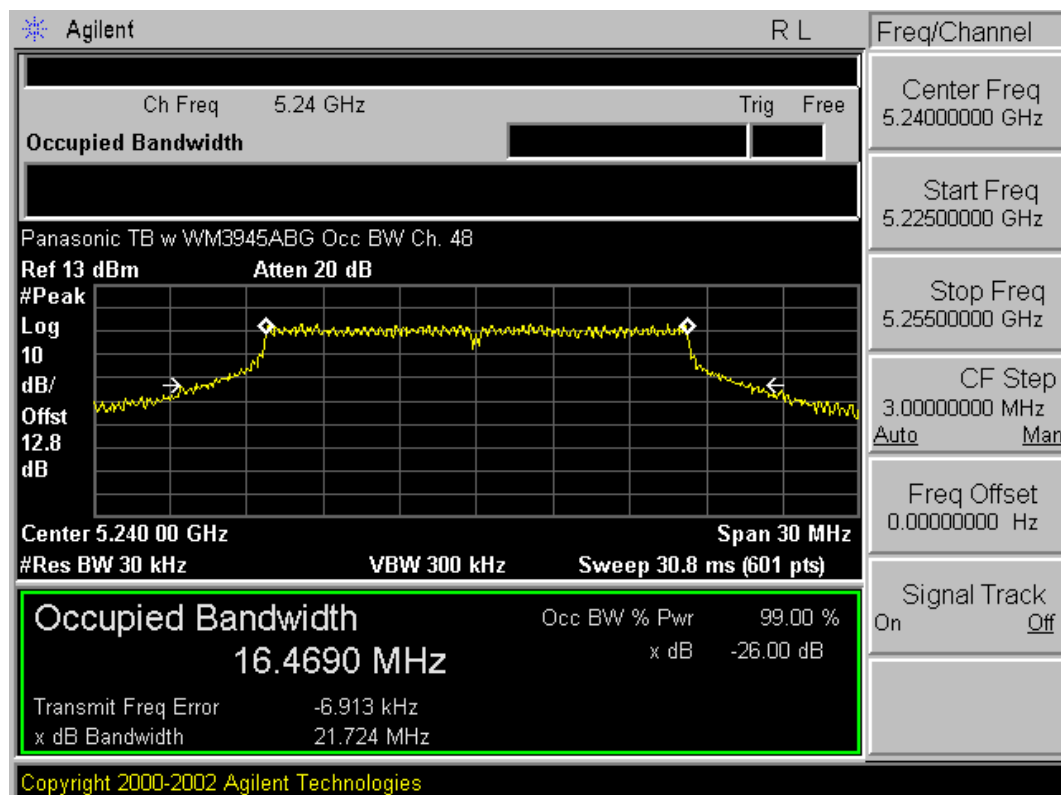 Agilent R L
Ch Freq 5.24 GHz Trig Free
Occupied Bandwidth
Panasonic TB w WM3945ABG Occ BW Ch. 48
Ref 13 dBm Atten 20 dB
#Peak
Log
10
dB/
Offst
12.8
dB
Center 5.240 00 GHz Span 30 MHz
#Res BW 30 kHz VBW 300 kHz Sweep 30.8 ms (601 pts)
Occupied Bandwidth Occ BW % Pwr 99.00 %
16.4690 MHz x dB -26.00 dB
Transmit Freq Error -6.913 kHz
x dB Bandwidth 21.724 MHz
Copyright 2000-2002 Agilent Technologies
Freq/Channel
Center Freq
5.24000000 GHz
Start Freq
5.22500000 GHz
Stop Freq
5.25500000 GHz
CF Step
3.00000000 MHz
Auto Man
Freq Offset
0.00000000 Hz
Signal Track
On Off